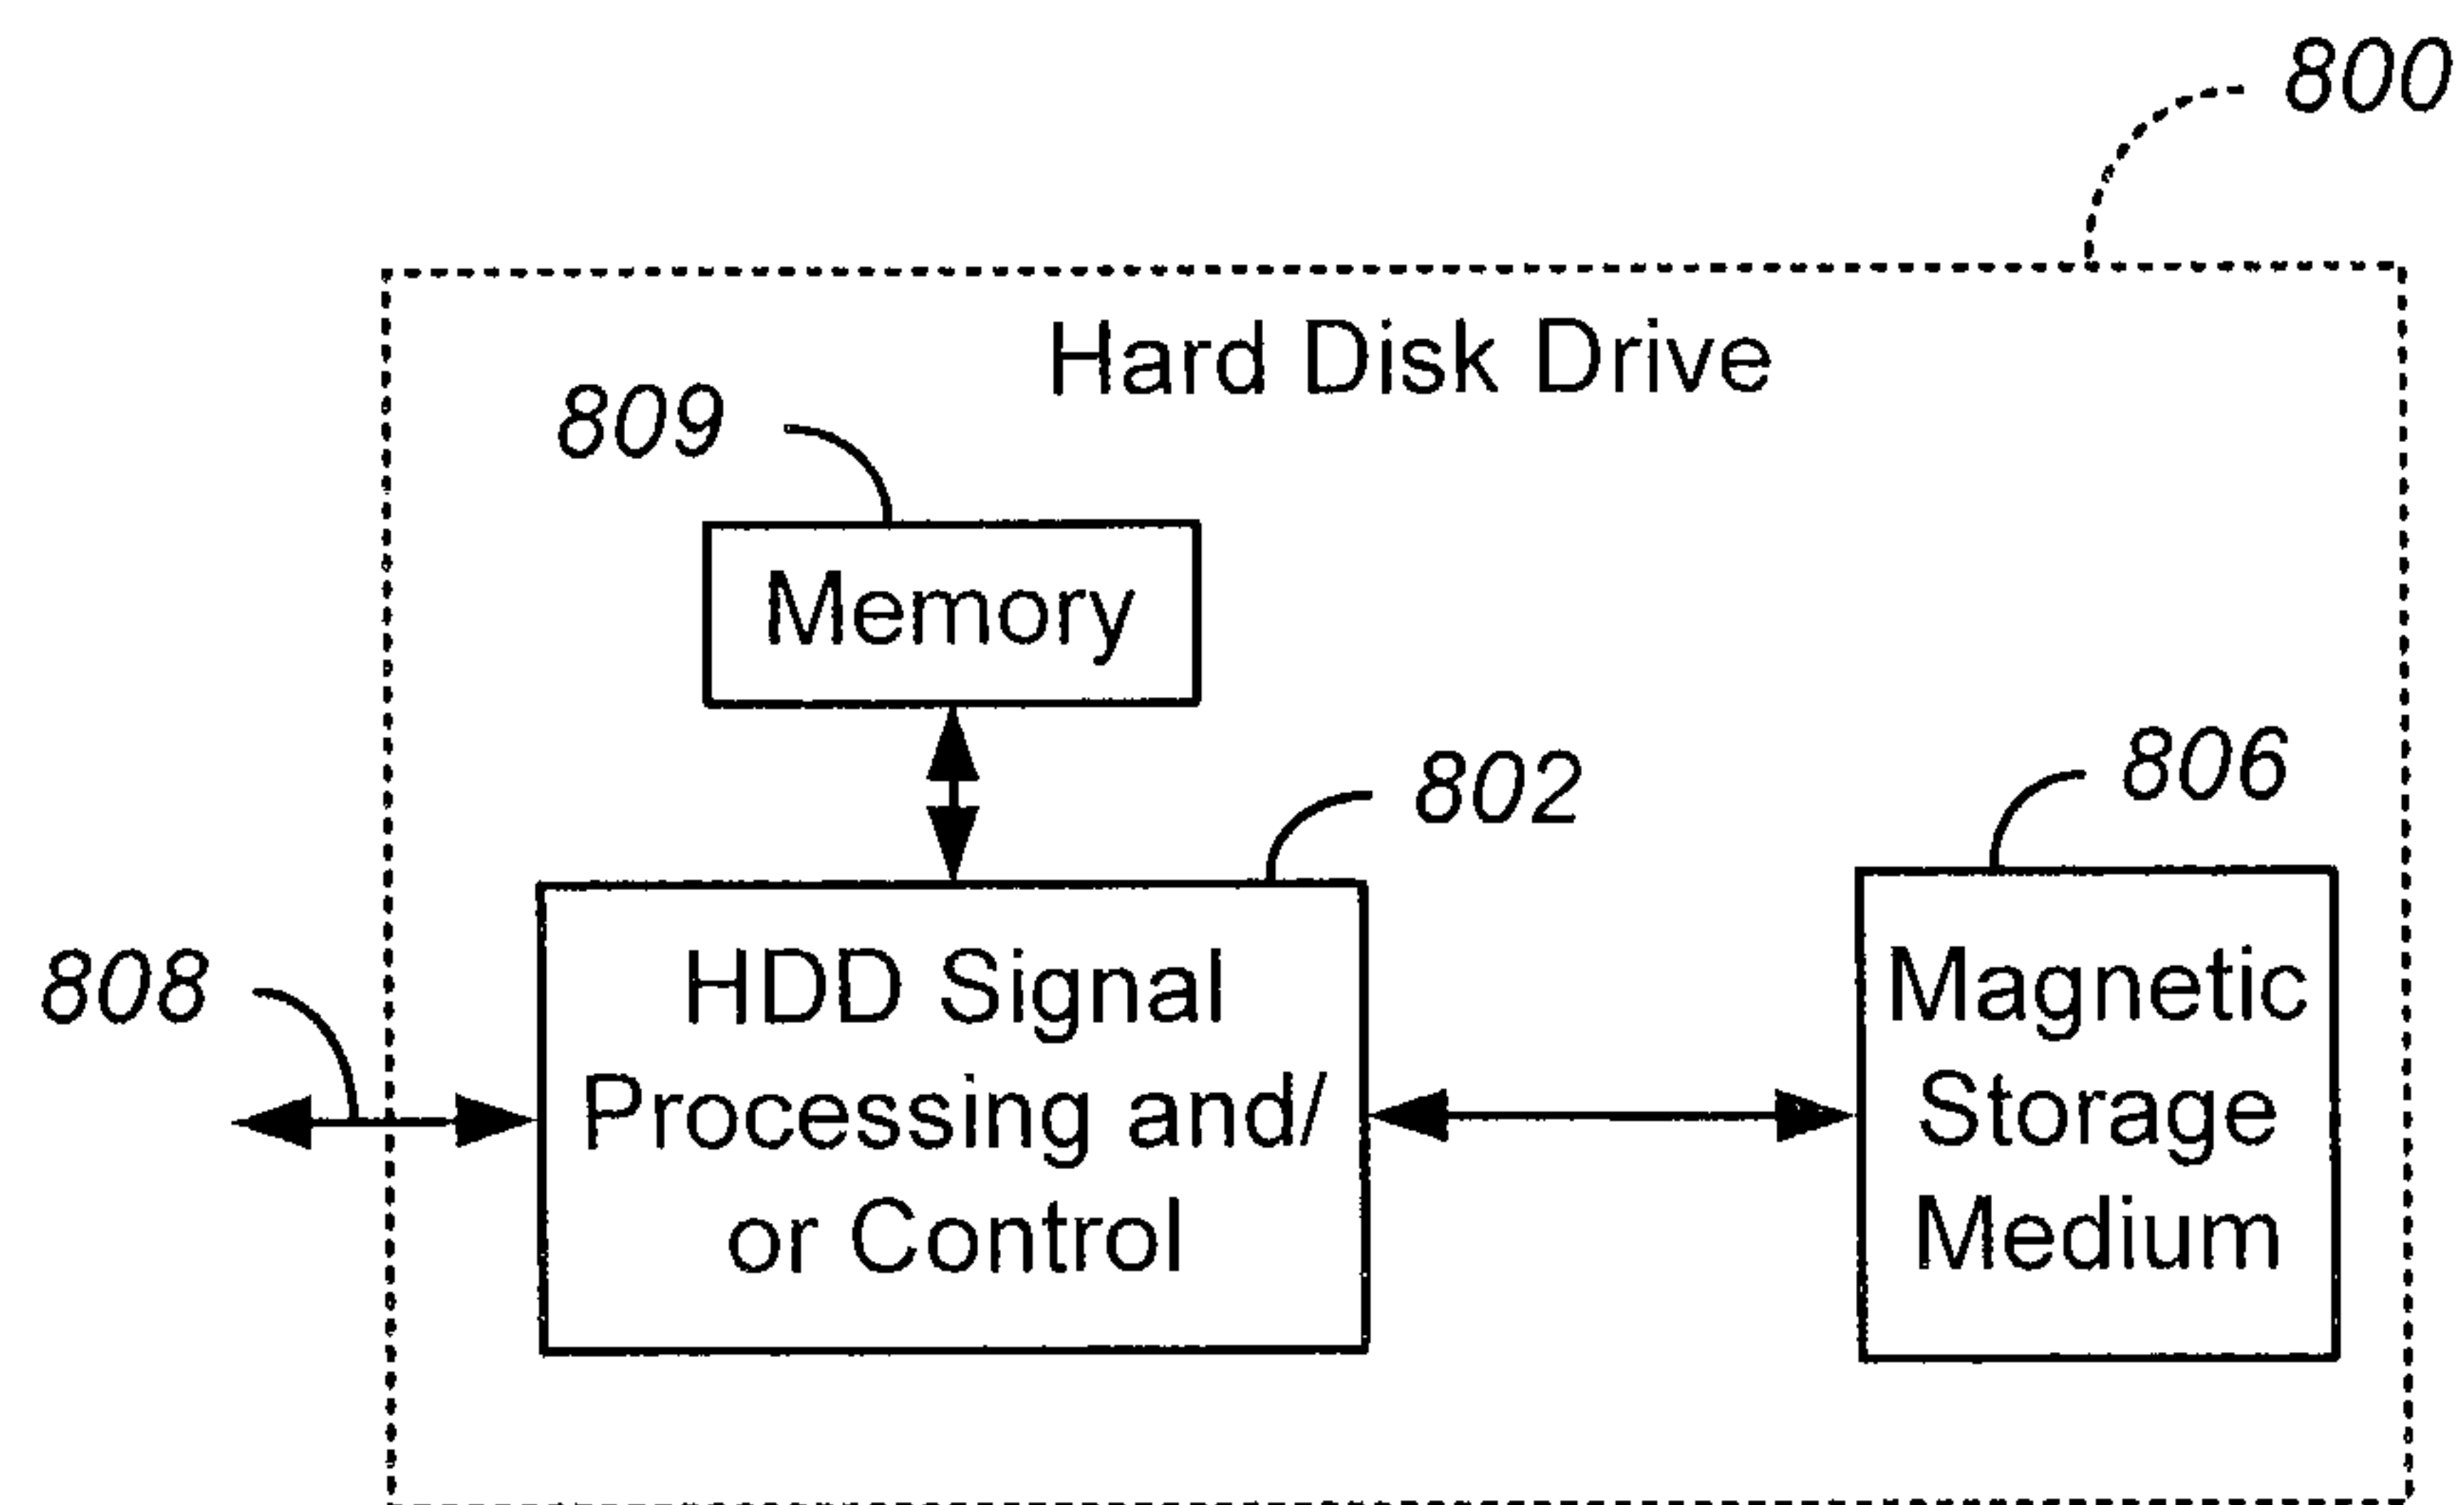 800
Hard Disk Drive
809
Memory
802
806
808
HDD Signal
Processing and/
or Control
Magnetic
Storage
Medium